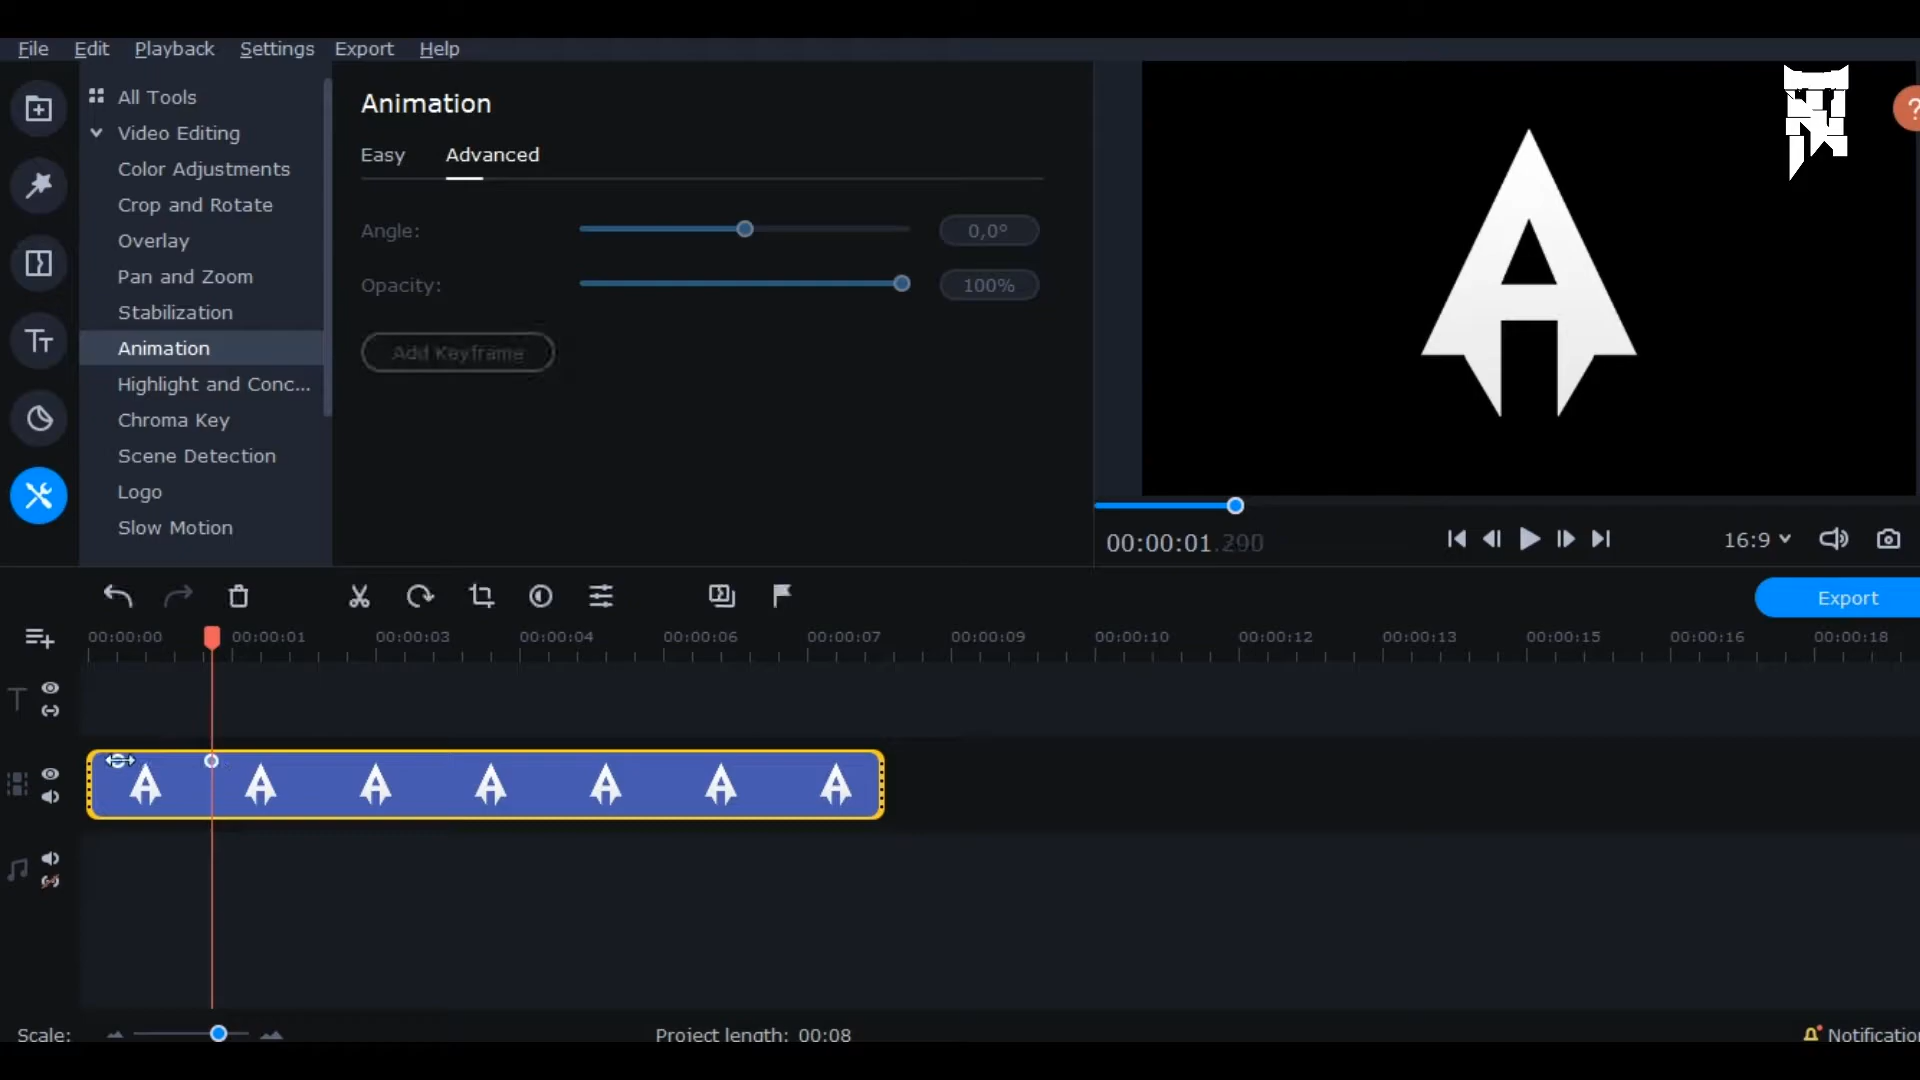 File Edit Playback Settings Export Help
All Tools
Video Editing
Color Adjustments
Crop and Rotate
Overlay
Pan and Zoom
Stabilization
Animation
Highlight and Conc...
Chroma Key
Scene Detection
Logo
Slow Motion
Animation
Easy Advanced
Angle: 0,0°
Opacity: 100%
Add Keyframe
?
00:00:01.290
16:9
Export
00:00:00 00:00:01 00:00:03 00:00:04 00:00:06 00:00:07 00:00:09 00:00:10 00:00:12 00:00:13 00:00:15 00:00:16 00:00:18
Scale:
Project length: 00:08
Notification